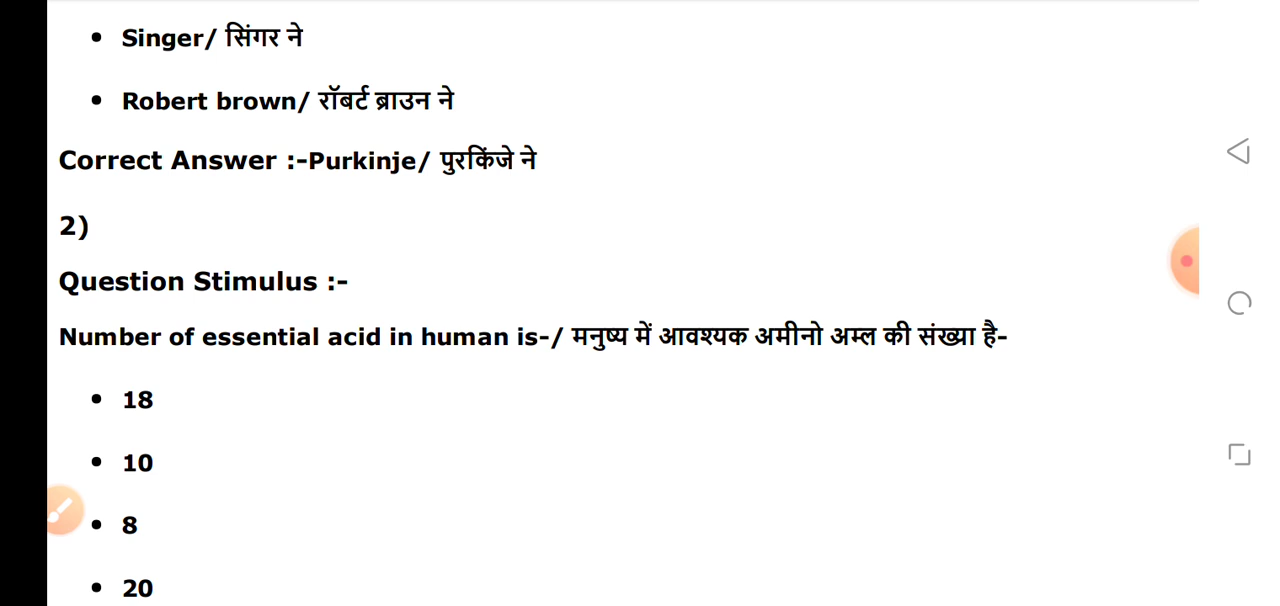 • Singer/ सिंगर ने
• Robert brown/ रॉबर्ट ब्राउन ने
Correct Answer :-Purkinje/ पुरकिंजे ने
2)
Question Stimulus :-
Number of essential acid in human is-/ मनुष्य में आवश्यक अमीनो अम्ल की संख्या है-
• 18
• 10
• 8
• 20